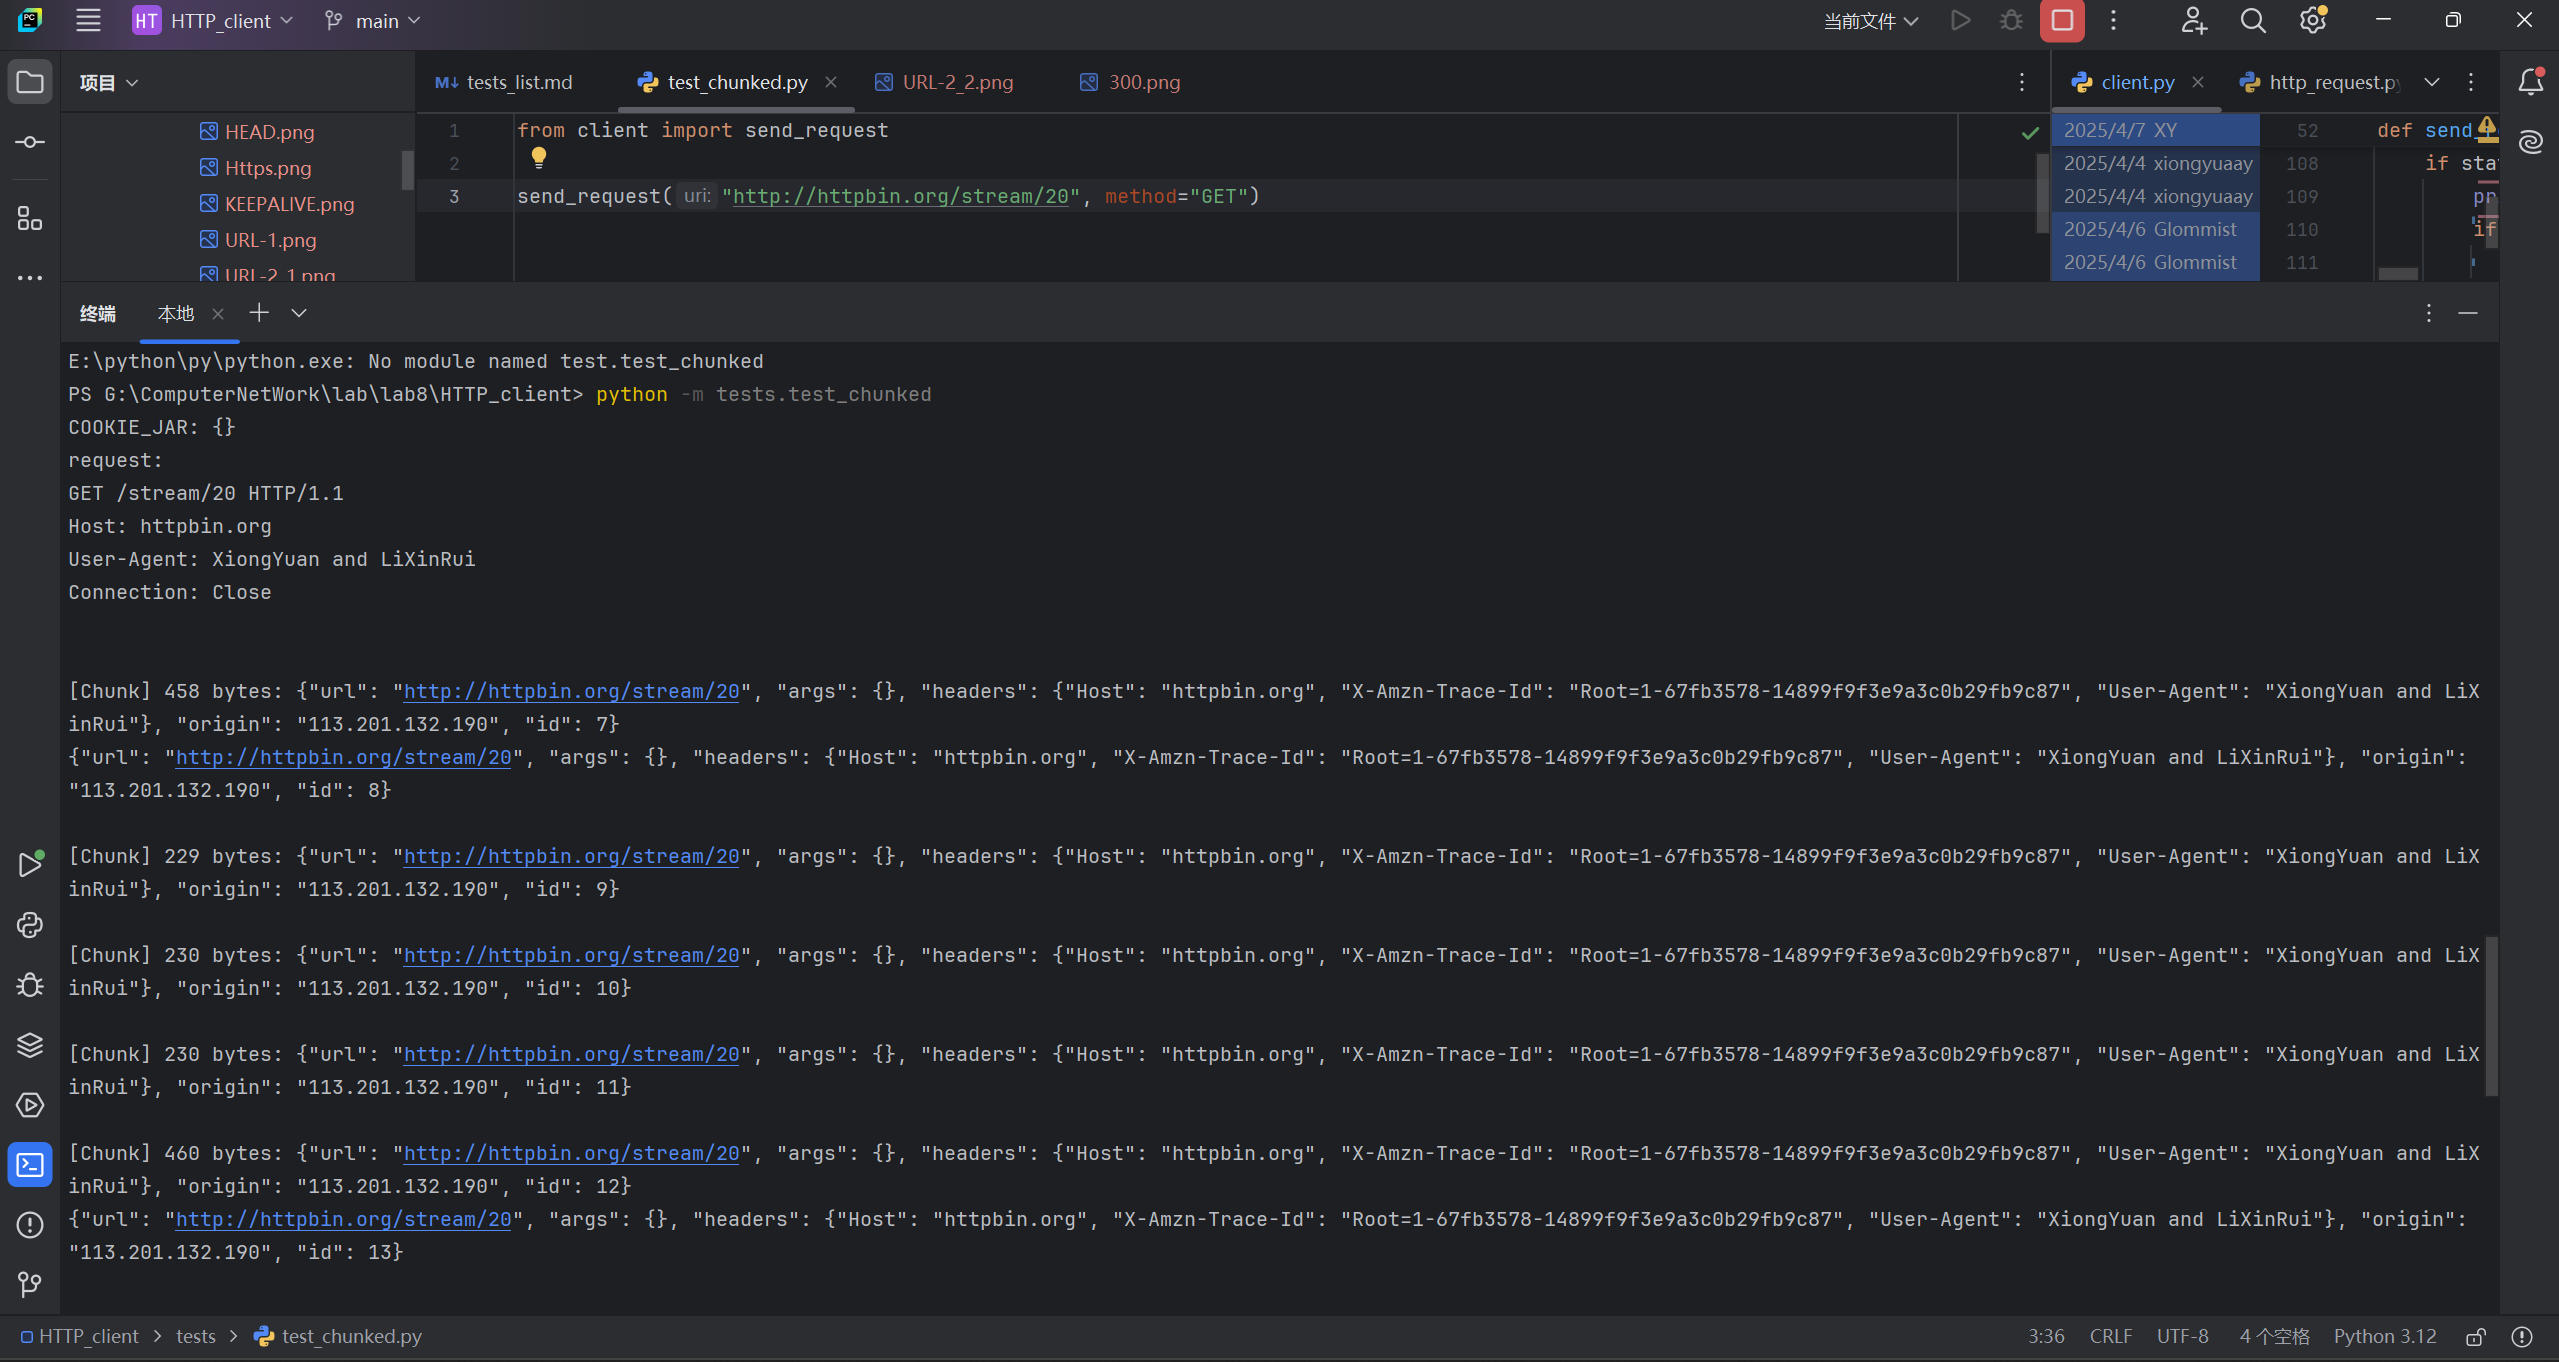 HT HTTP_client main 当前文件
项目
HEAD.png
Https.png
KEEPALIVE.png
URL-1.png
URL-2_1.png
tests_list.md test_chunked.py URL-2_2.png 300.png
1 from client import send_request
2
3 send_request( uri: "http://httpbin.org/stream/20", method="GET")
client.py http_request.py
2025/4/7 XY 52 def send_
2025/4/4 xiongyuaay 108 if sta
2025/4/4 xiongyuaay 109 pr
2025/4/6 Glommist 110 if
2025/4/6 Glommist 111
终端 本地
E:\python\py\python.exe: No module named test.test_chunked
PS G:\ComputerNetWork\lab\lab8\HTTP_client> python -m tests.test_chunked
COOKIE_JAR: {}
request:
GET /stream/20 HTTP/1.1
Host: httpbin.org
User-Agent: XiongYuan and LiXinRui
Connection: Close
[Chunk] 458 bytes: {"url": "http://httpbin.org/stream/20", "args": {}, "headers": {"Host": "httpbin.org", "X-Amzn-Trace-Id": "Root=1-67fb3578-14899f9f3e9a3c0b29fb9c87", "User-Agent": "XiongYuan and LiX
inRui"}, "origin": "113.201.132.190", "id": 7}
{"url": "http://httpbin.org/stream/20", "args": {}, "headers": {"Host": "httpbin.org", "X-Amzn-Trace-Id": "Root=1-67fb3578-14899f9f3e9a3c0b29fb9c87", "User-Agent": "XiongYuan and LiXinRui"}, "origin":
"113.201.132.190", "id": 8}
[Chunk] 229 bytes: {"url": "http://httpbin.org/stream/20", "args": {}, "headers": {"Host": "httpbin.org", "X-Amzn-Trace-Id": "Root=1-67fb3578-14899f9f3e9a3c0b29fb9c87", "User-Agent": "XiongYuan and LiX
inRui"}, "origin": "113.201.132.190", "id": 9}
[Chunk] 230 bytes: {"url": "http://httpbin.org/stream/20", "args": {}, "headers": {"Host": "httpbin.org", "X-Amzn-Trace-Id": "Root=1-67fb3578-14899f9f3e9a3c0b29fb9c87", "User-Agent": "XiongYuan and LiX
inRui"}, "origin": "113.201.132.190", "id": 10}
[Chunk] 230 bytes: {"url": "http://httpbin.org/stream/20", "args": {}, "headers": {"Host": "httpbin.org", "X-Amzn-Trace-Id": "Root=1-67fb3578-14899f9f3e9a3c0b29fb9c87", "User-Agent": "XiongYuan and LiX
inRui"}, "origin": "113.201.132.190", "id": 11}
[Chunk] 460 bytes: {"url": "http://httpbin.org/stream/20", "args": {}, "headers": {"Host": "httpbin.org", "X-Amzn-Trace-Id": "Root=1-67fb3578-14899f9f3e9a3c0b29fb9c87", "User-Agent": "XiongYuan and LiX
inRui"}, "origin": "113.201.132.190", "id": 12}
{"url": "http://httpbin.org/stream/20", "args": {}, "headers": {"Host": "httpbin.org", "X-Amzn-Trace-Id": "Root=1-67fb3578-14899f9f3e9a3c0b29fb9c87", "User-Agent": "XiongYuan and LiXinRui"}, "origin":
"113.201.132.190", "id": 13}
HTTP_client > tests > test_chunked.py 3:36 CRLF UTF-8 4 个空格 Python 3.12